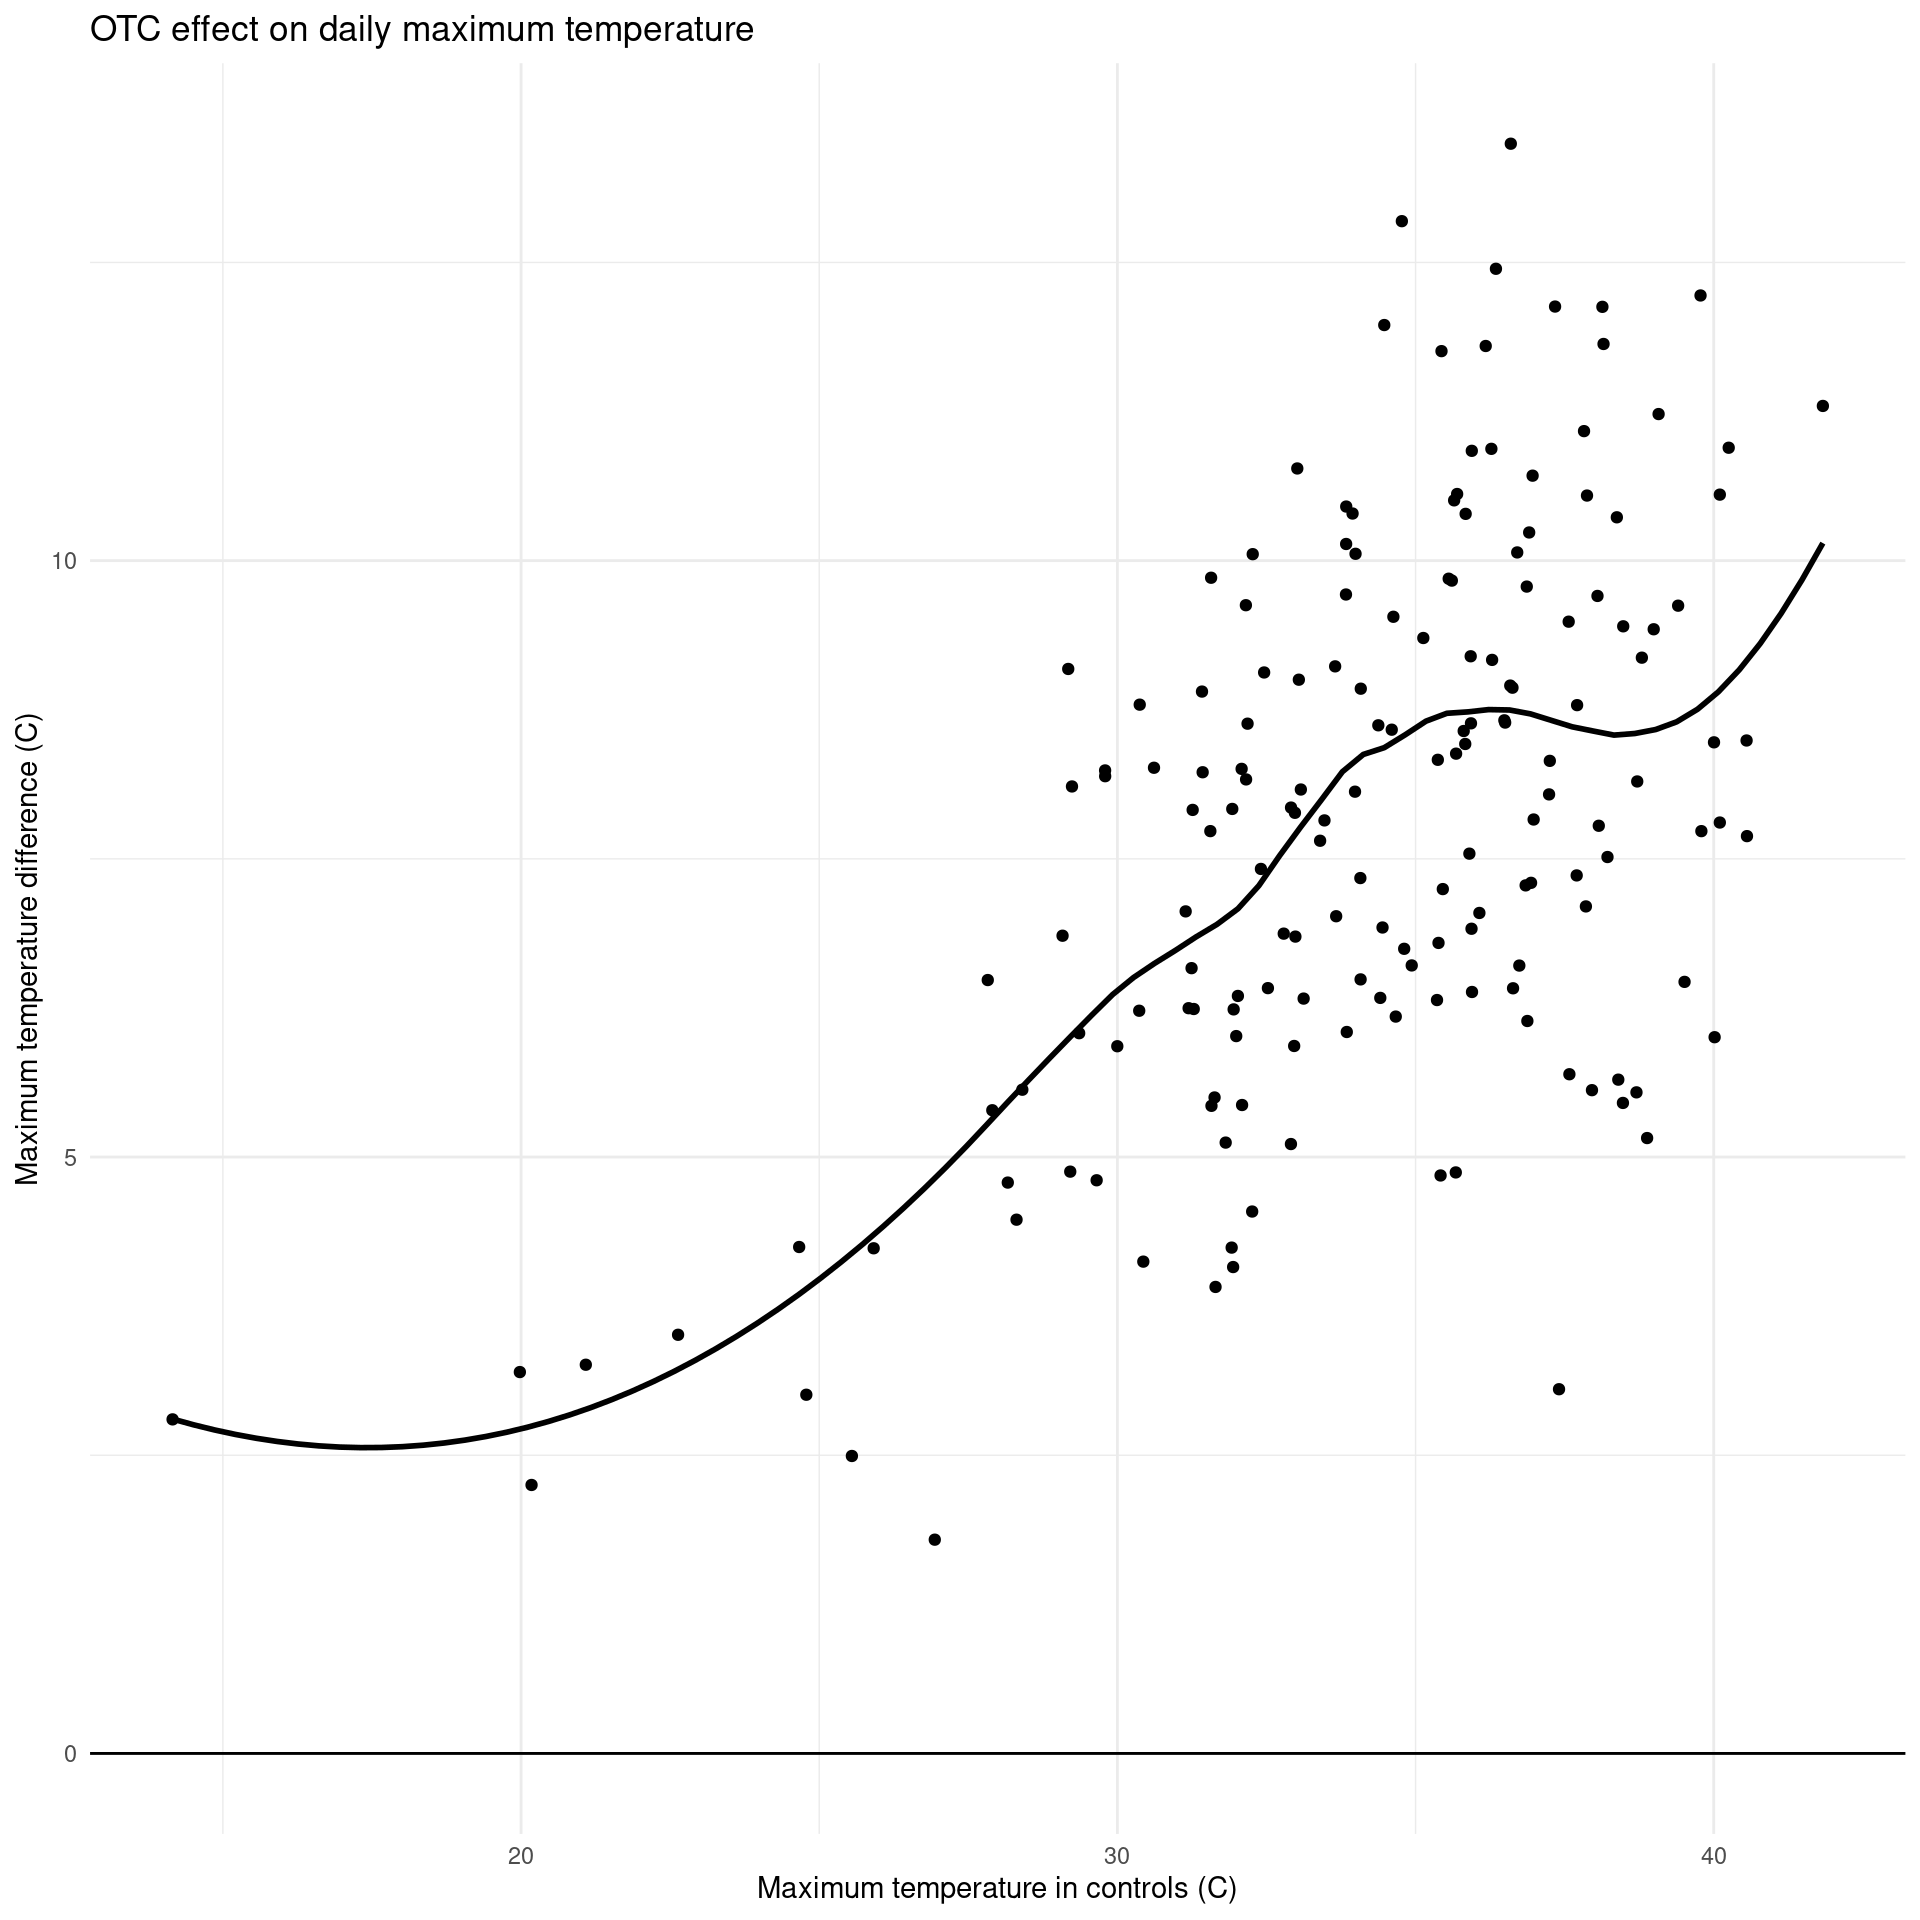 OTC effect on daily maximum temperature
Maximum temperature difference (C)
10
5
0
20
30
40
Maximum temperature in controls (C)